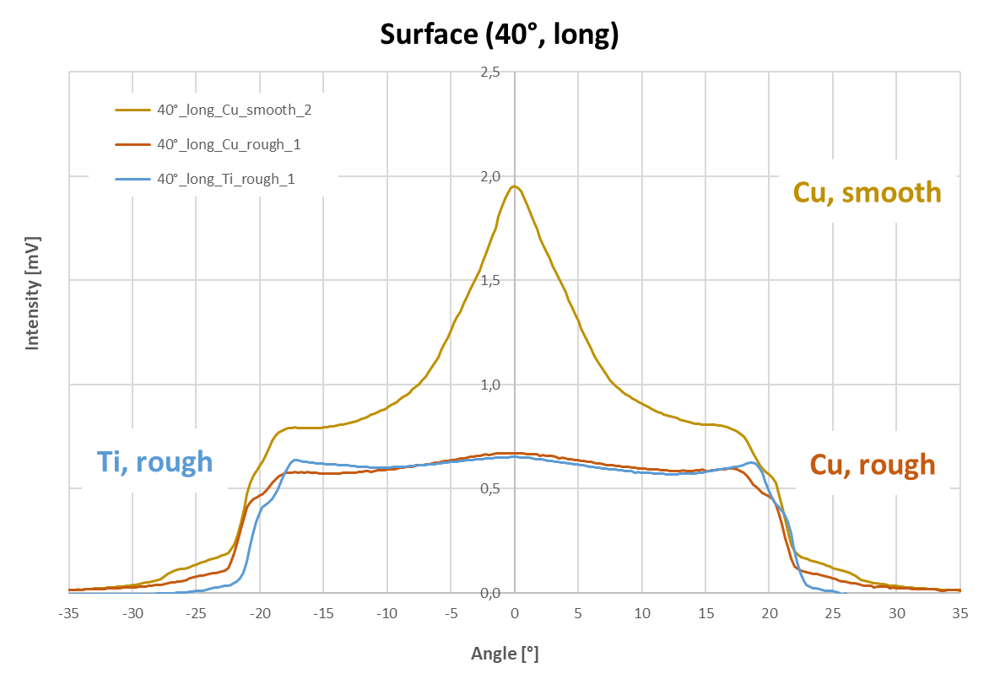 Surface (40°, long)
2,5
40°_long_Cu_smooth_2
40°_long_Cu_rough_1
40°_long_Ti_rough_1
2,0
Cu, smooth
Intensity [mV]
1,5
1,0
Ti, rough
Cu, rough
0,5
0,0
-35 -30 -25 -20 -15 -10 -5 0 5 10 15 20 25 30 35
Angle [°]